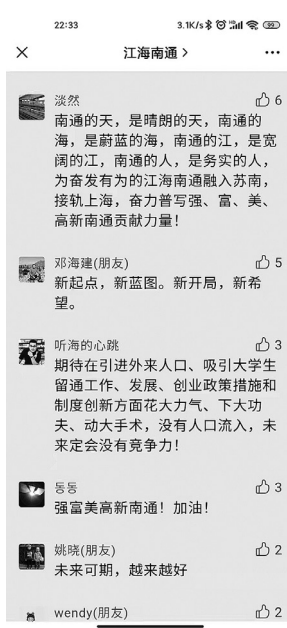 22:33
3.1K/s
99
江海南通
淡然
6
南通的天，是晴朗的天，南通的
海，是蔚蓝的海，南通的江，是宽
阔的江，南通的人，是务实的人，
为奋发有为的江海南通融入苏南，
接轨上海，奋力普写强、富、美、
高新南通贡献力量！
邓海建(朋友)
5
新起点，新蓝图。新开局，新希
望。
听海的心跳
3
期待在引进外来人口、吸引大学生
留通工作、发展、创业政策措施和
制度创新方面花大力气、下大功
夫、动大手术，没有人口流入，未
来定会没有竞争力！
冬冬
3
强富美高新南通！加油！
姚晓(朋友)
2
未来可期，越来越好
wendy(朋友)
2